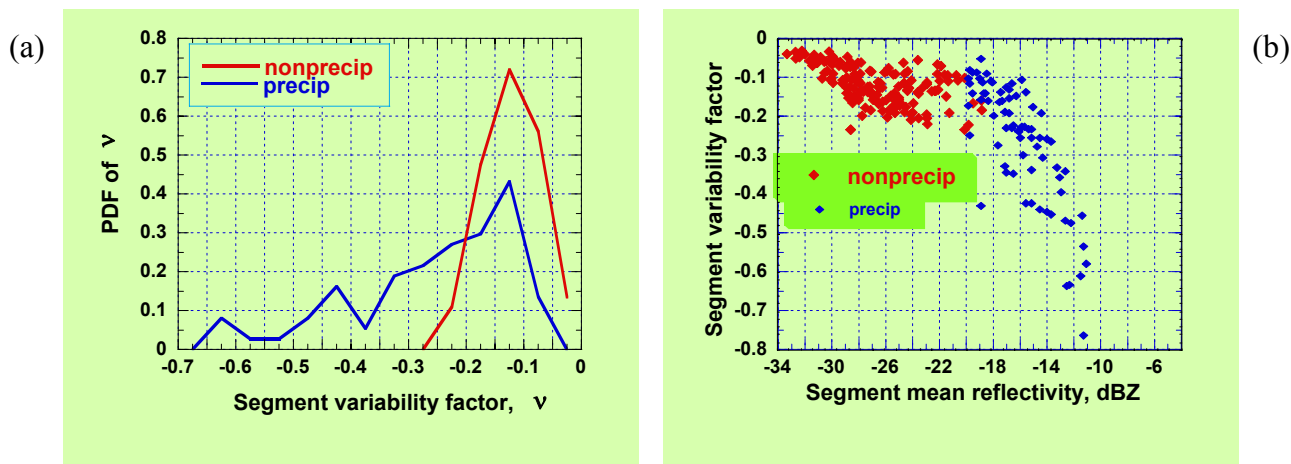 (a)
PDF of ν
0.8
0.7
0.6
0.5
0.4
0.3
0.2
0.1
0
nonprecip
precip
-0.7 -0.6 -0.5 -0.4 -0.3 -0.2 -0.1 0
Segment variability factor, ν
(b)
Segment variability factor
0
-0.1
-0.2
-0.3
-0.4
-0.5
-0.6
-0.7
-0.8
nonprecip
precip
-34 -30 -26 -22 -18 -14 -10 -6
Segment mean reflectivity, dBZ